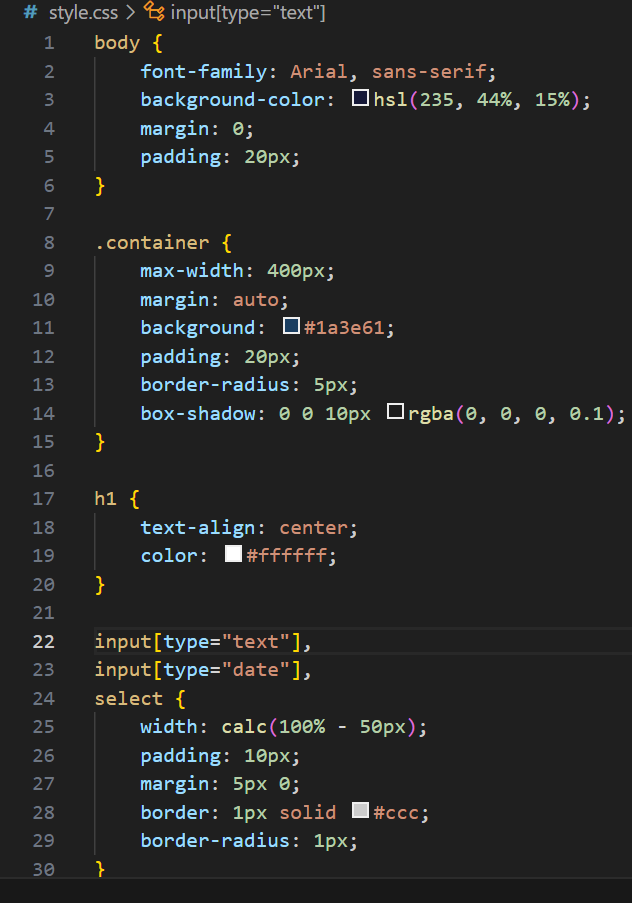 # style.css > input[type="text"]
1 body {
2 font-family: Arial, sans-serif;
3 background-color: hsl(235, 44%, 15%);
4 margin: 0;
5 padding: 20px;
6 }
7
8 .container {
9 max-width: 400px;
10 margin: auto;
11 background: #1a3e61;
12 padding: 20px;
13 border-radius: 5px;
14 box-shadow: 0 0 10px rgba(0, 0, 0, 0.1);
15 }
16
17 h1 {
18 text-align: center;
19 color: #ffffff;
20 }
21
22 input[type="text"],
23 input[type="date"],
24 select {
25 width: calc(100% - 50px);
26 padding: 10px;
27 margin: 5px 0;
28 border: 1px solid #ccc;
29 border-radius: 1px;
30 }